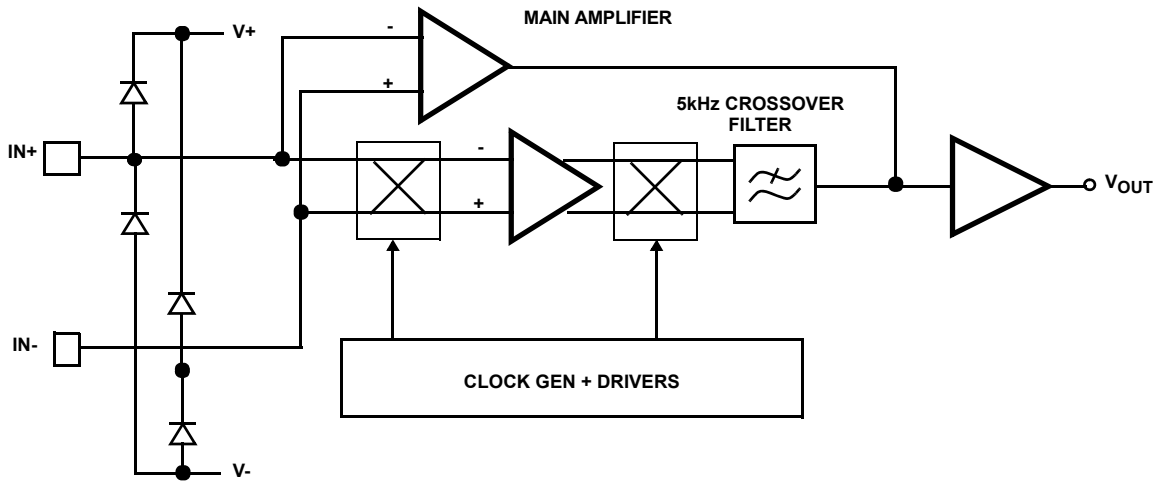 MAIN AMPLIFIER
V+
-
+
5kHz CROSSOVER
FILTER
IN+
-
+
VOUT
IN-
CLOCK GEN + DRIVERS
V-